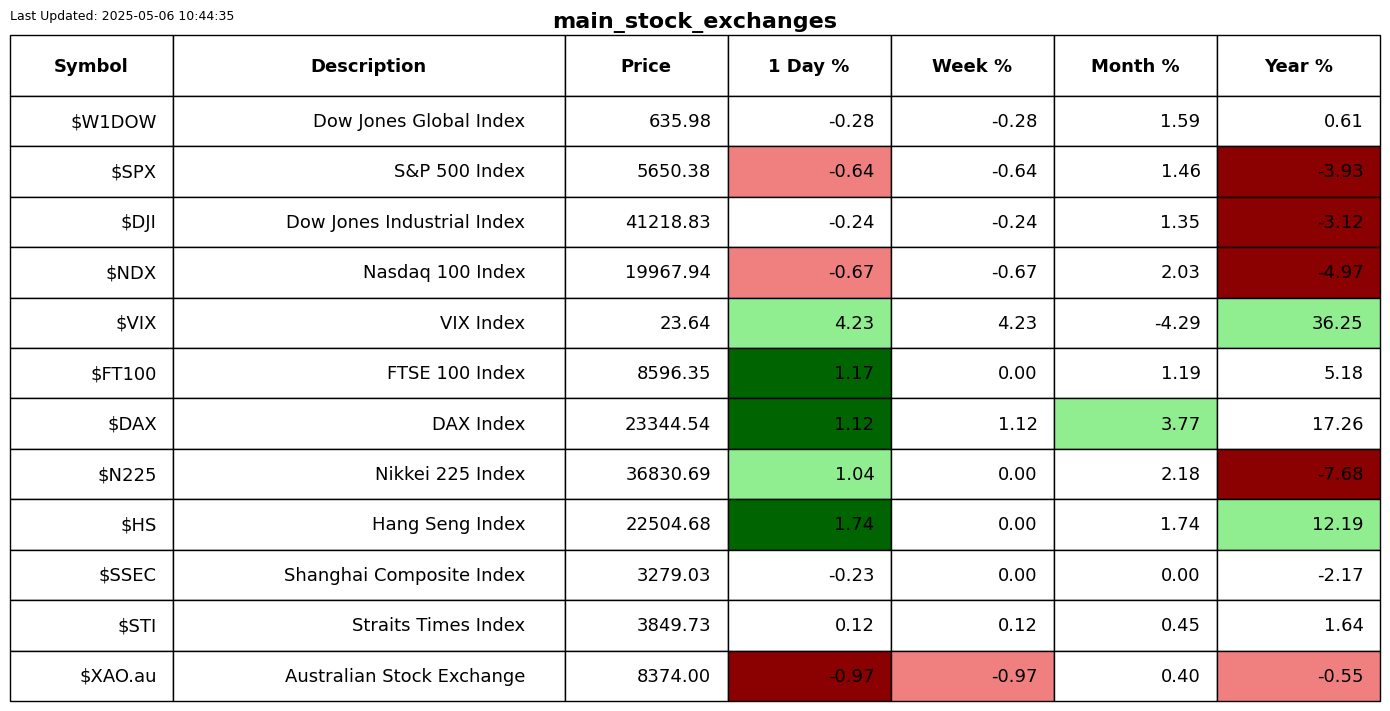 Last Updated: 2025-05-06 10:44:35
main_stock_exchanges
Symbol Description Price 1 Day % Week % Month % Year %
$W1DOW Dow Jones Global Index 635.98 -0.28 -0.28 1.59 0.61
$SPX S&P 500 Index 5650.38 -0.64 -0.64 1.46 -3.93
$DJI Dow Jones Industrial Index 41218.83 -0.24 -0.24 1.35 -3.12
$NDX Nasdaq 100 Index 19967.94 -0.67 -0.67 2.03 -4.97
$VIX VIX Index 23.64 4.23 4.23 -4.29 36.25
$FT100 FTSE 100 Index 8596.35 1.17 0.00 1.19 5.18
$DAX DAX Index 23344.54 1.12 1.12 3.77 17.26
$N225 Nikkei 225 Index 36830.69 1.04 0.00 2.18 -7.68
$HS Hang Seng Index 22504.68 1.74 0.00 1.74 12.19
$SSEC Shanghai Composite Index 3279.03 -0.23 0.00 0.00 -2.17
$STI Straits Times Index 3849.73 0.12 0.12 0.45 1.64
$XAO.au Australian Stock Exchange 8374.00 -0.97 -0.97 0.40 -0.55